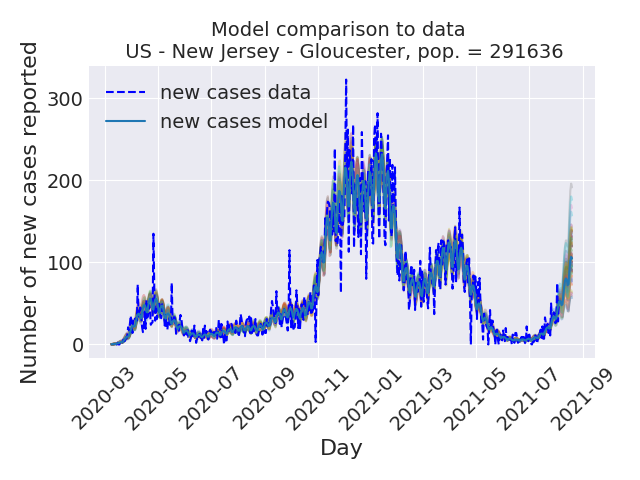 Model comparison to data
US - New Jersey - Gloucester, pop. = 291636
Number of new cases reported
new cases data
new cases model
300
200
100
0
2020-03
2020-05
2020-07
2020-09
2020-11
2021-01
2021-03
2021-05
2021-07
2021-09
Day